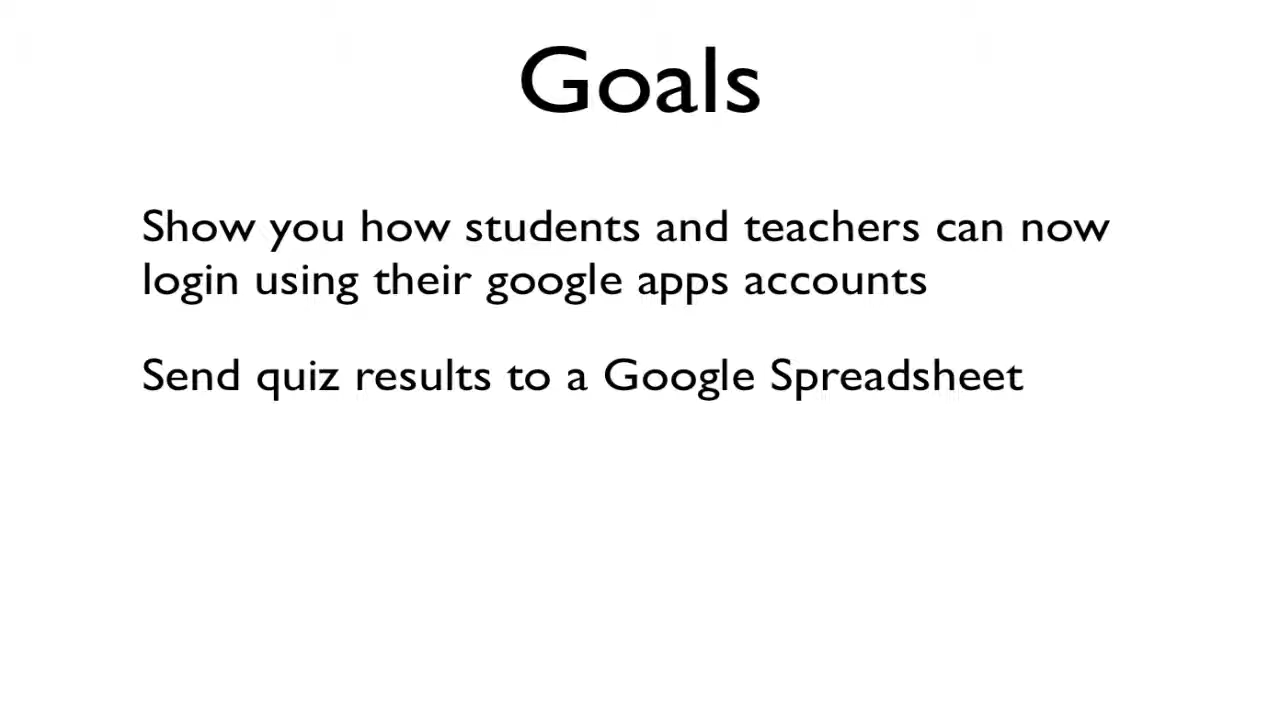 Goals
Show you how students and teachers can now
login using their google apps accounts
Send quiz results to a Google Spreadsheet